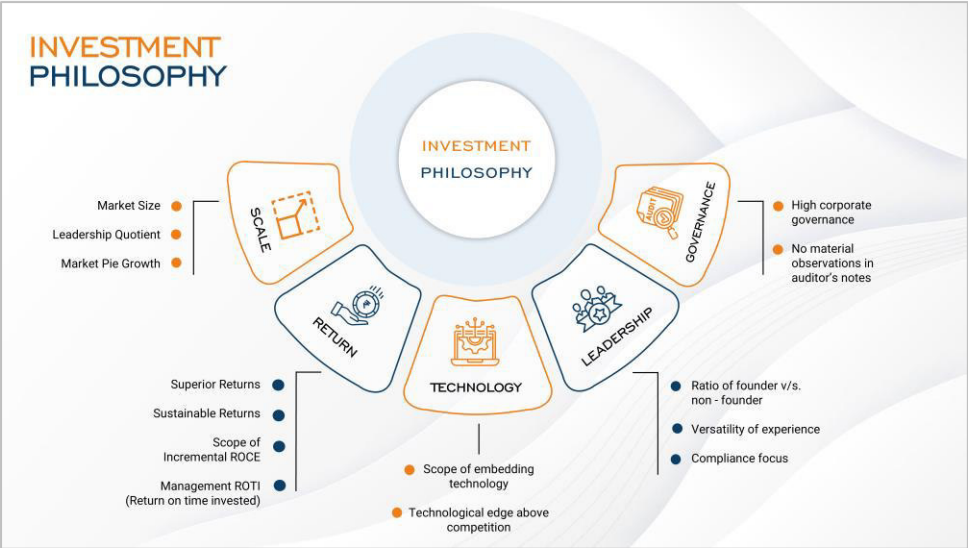 INVESTMENT
PHILOSOPHY
INVESTMENT
PHILOSOPHY
SCALE
Market Size
Leadership Quotient
Market Pie Growth
RETURN
Superior Returns
Sustainable Returns
Scope of
Incremental ROCE
Management ROTI
(Return on time invested)
TECHNOLOGY
Scope of embedding
technology
Technological edge above
competition
LEADERSHIP
Ratio of founder v/s.
non - founder
Versatility of experience
Compliance focus
AUDIT
GOVERNANCE
High corporate
governance
No material
observations in
auditor's notes